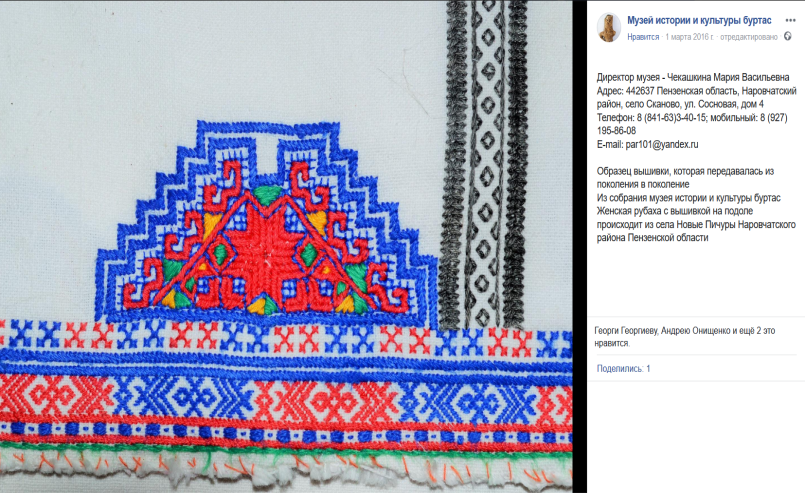 Музей истории и культуры буртас
Нравится · 1 марта 2016 г. · отредактировано ·
Директор музея - Чекашкина Мария Васильевна
Адрес: 442637 Пензенская область, Наровчатский
район, село Сканово, ул. Сосновая, дом 4
Телефон: 8 (841-63)3-40-15; мобильный: 8 (927)
195-86-08
E-mail: par101@yandex.ru
Образец вышивки, которая передавалась из
поколения в поколение
Из собрания музея истории и культуры буртас
Женская рубаха с вышивкой на подоле
происходит из села Новые Пичуры Наровчатского
района Пензенской области
Георги Георгиеву, Андрею Онищенко и ещё 2 это
нравится.
Поделились: 1